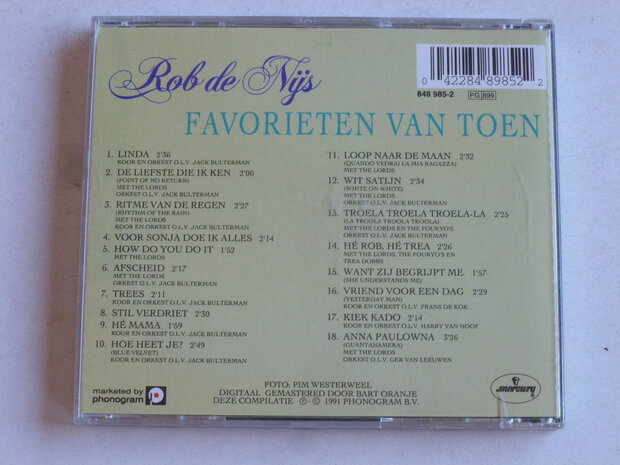 Rob de Nijs
FAVORIETEN VAN TOEN
0 42284 89852 2
848 985-2 PG 899
1. LINDA 2'36
KOOR EN ORKEST O.L.V. JACK BULTERMAN
2. DE LIEFSTE DIE IK KEN 2'00
(POINT OF NO RETURN)
MET THE LORDS
ORKEST O.L.V. JACK BULTERMAN
3. RITME VAN DE REGEN 2'27
(RHYTHM OF THE RAIN)
MET THE LORDS
KOOR EN ORKEST O.L.V. JACK BULTERMAN
4. VOOR SONJA DOE IK ALLES 2'14
5. HOW DO YOU DO IT 1'52
MET THE LORDS
6. AFSCHEID 2'17
MET THE LORDS
ORKEST O.L.V. JACK BULTERMAN
7. TREES 2'11
KOOR EN ORKEST O.L.V. JACK BULTERMAN
8. STIL VERDRIET 2'30
9. HÉ MAMA 1'59
KOOR EN ORKEST O.L.V. JACK BULTERMAN
10. HOE HEET JE? 2'49
(BLUE VELVET)
KOOR EN ORKEST O.L.V. JACK BULTERMAN
11. LOOP NAAR DE MAAN 2'32
(QUANDO VEDRAI LA MIA RAGAZZA)
MET THE LORDS
12. WIT SATIJN 2'34
(WHITE ON WHITE)
MET THE LORDS
ORKEST O.L.V. JACK BULTERMAN
13. TROELA TROELA TROELA-LA 2'25
(LA TROOLA TROOLA TROOLA)
MET THE LORDS EN THE FOURYO'S
ORKEST O.L.V. JACK BULTERMAN
14. HÉ ROB, HÉ TREA 2'26
MET THE LORDS, THE FOURYO'S EN
TREA DOBBS
15. WANT ZIJ BEGRIJPT ME 1'57
(SHE UNDERSTANDS ME)
16. VRIEND VOOR EEN DAG 2'29
(YESTERDAY MAN)
KOOR EN ORKEST O.L.V. FRANS DE KOK
17. KIEK KADO 2'14
KOOR EN ORKEST O.L.V. HARRY VAN HOOF
18. ANNA PAULOWNA 3'26
(GUANTANAMERA)
MET THE LORDS
ORKEST O.L.V. GER VAN LEEUWEN
marketed by
phonogram
FOTO: PIM WESTERWEEL
DIGITAAL GEMASTERED DOOR BART ORANJE
DEZE COMPILATIE ℗ - © 1991 PHONOGRAM B.V.
mercury